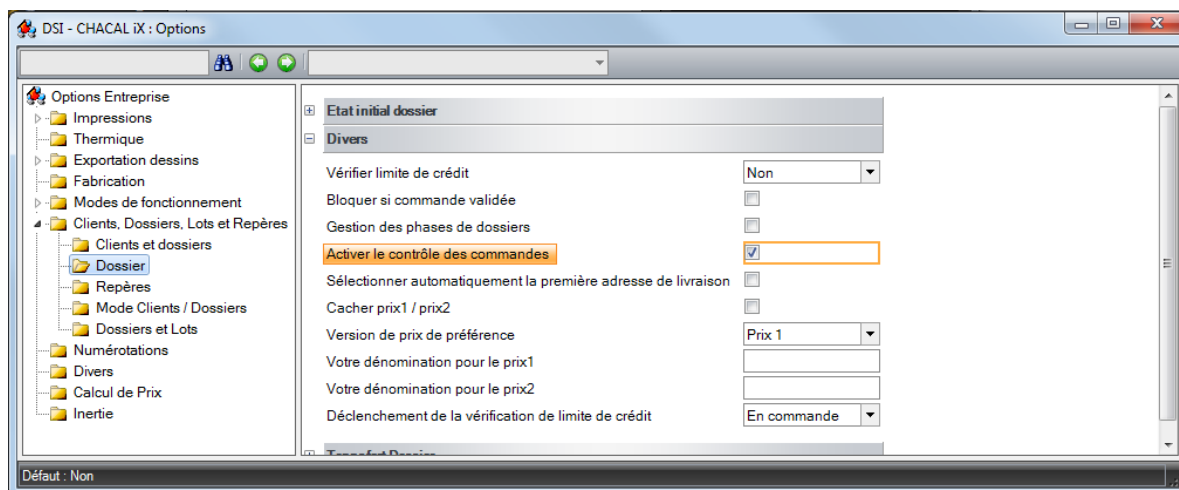 DSI - CHACAL iX : Options
Options Entreprise
Impressions
Thermique
Exportation dessins
Fabrication
Modes de fonctionnement
Clients, Dossiers, Lots et Repères
Clients et dossiers
Dossier
Repères
Mode Clients / Dossiers
Dossiers et Lots
Numérotations
Divers
Calcul de Prix
Inertie
Etat initial dossier
Divers
Vérifier limite de crédit Non
Bloquer si commande validée
Gestion des phases de dossiers
Activer le contrôle des commandes
Sélectionner automatiquement la première adresse de livraison
Cacher prix1 / prix2
Version de prix de préférence Prix 1
Votre dénomination pour le prix1
Votre dénomination pour le prix2
Déclenchement de la vérification de limite de crédit En commande
Défaut : Non